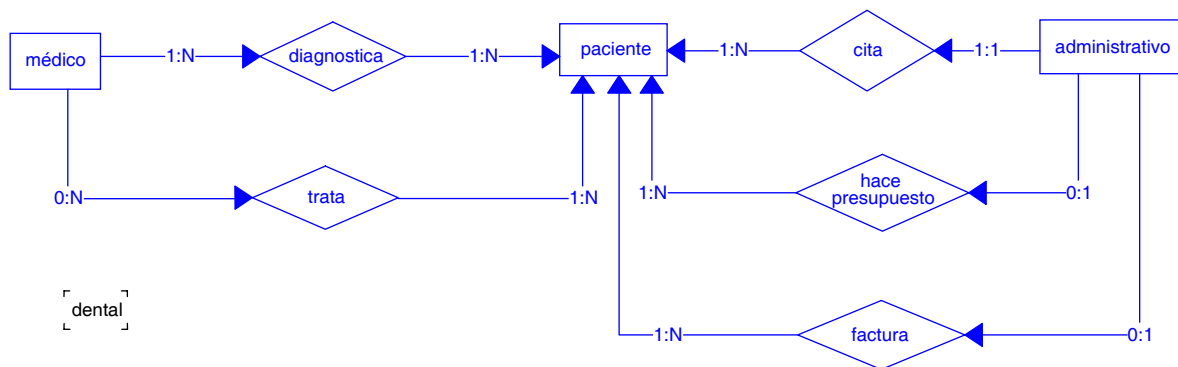 médico
1:N
diagnostica
1:N
paciente
1:N
cita
1:1
administrativo
0:N
trata
1:N
1:N
hace
presupuesto
0:1
dental
1:N
factura
0:1